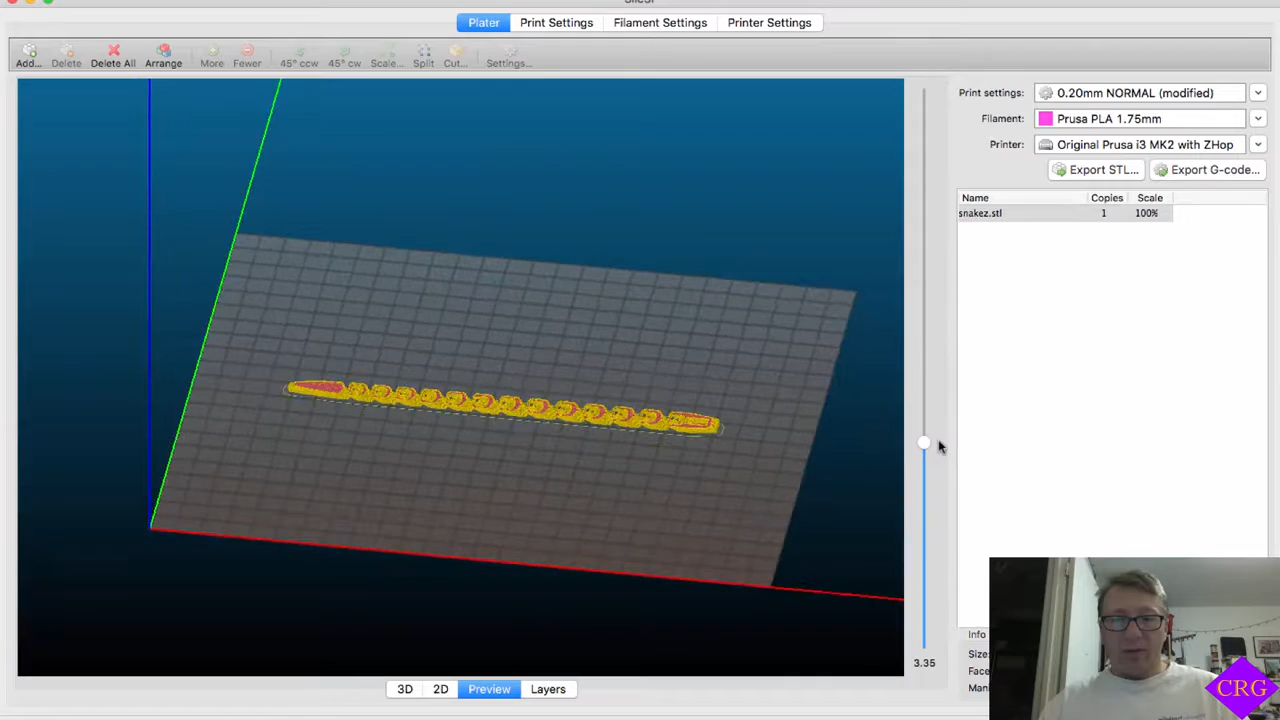 Plater Print Settings Filament Settings Printer Settings
Add... Delete Delete All Arrange More Fewer 45° ccw 45° cw Scale... Split Cut... Settings...
Print settings: 0.20mm NORMAL (modified)
Filament: Prusa PLA 1.75mm
Printer: Original Prusa i3 MK2 with ZHop
Export STL... Export G-code...
Name Copies Scale
snakez.stl 1 100%
Info
Size:
3.35
CRG
3D 2D Preview Layers